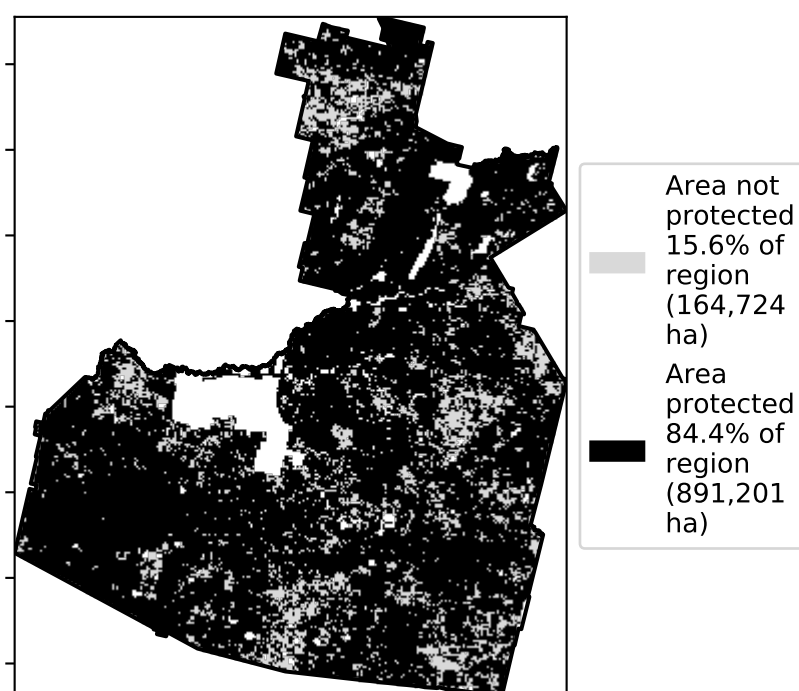 Area not
protected
15.6% of
region
(164,724
ha)
Area
protected
84.4% of
region
(891,201
ha)